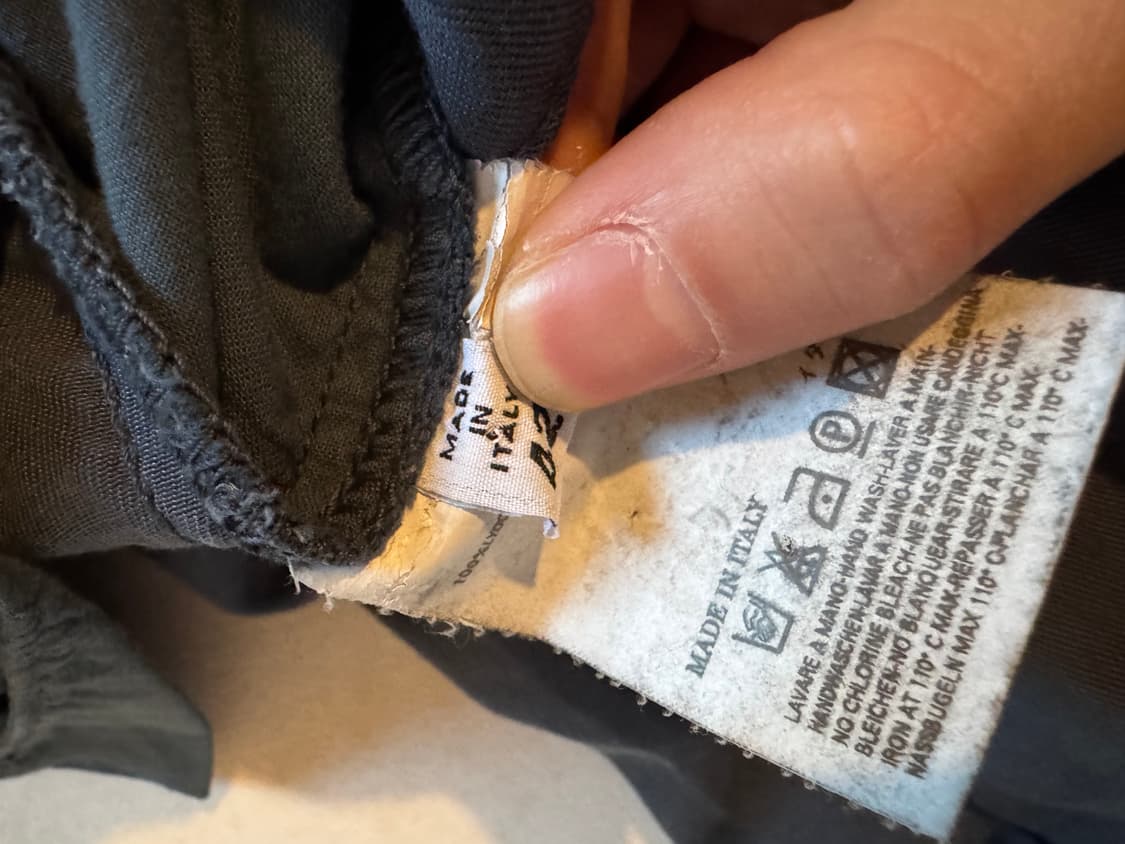 MADE
IN
ITALY
MADE IN ITALY
P
LAVARE A MANO-HAND WASH-LAVER A MAIN-
HANDWASCHEN-LAVAR A MANO-NON USARE CANDEGGINA
NO CHLORINE BLEACH-NE PAS BLANCHIR-NICHT
BLEICHEN-NO BLANQUEAR-STIRARE A 110°C MAX-
IRON AT 110° C MAX-REPASSER A 110° C MAX-
NASSBUGELN MAX 110° C-PLANCHAR A 110° C MAX-